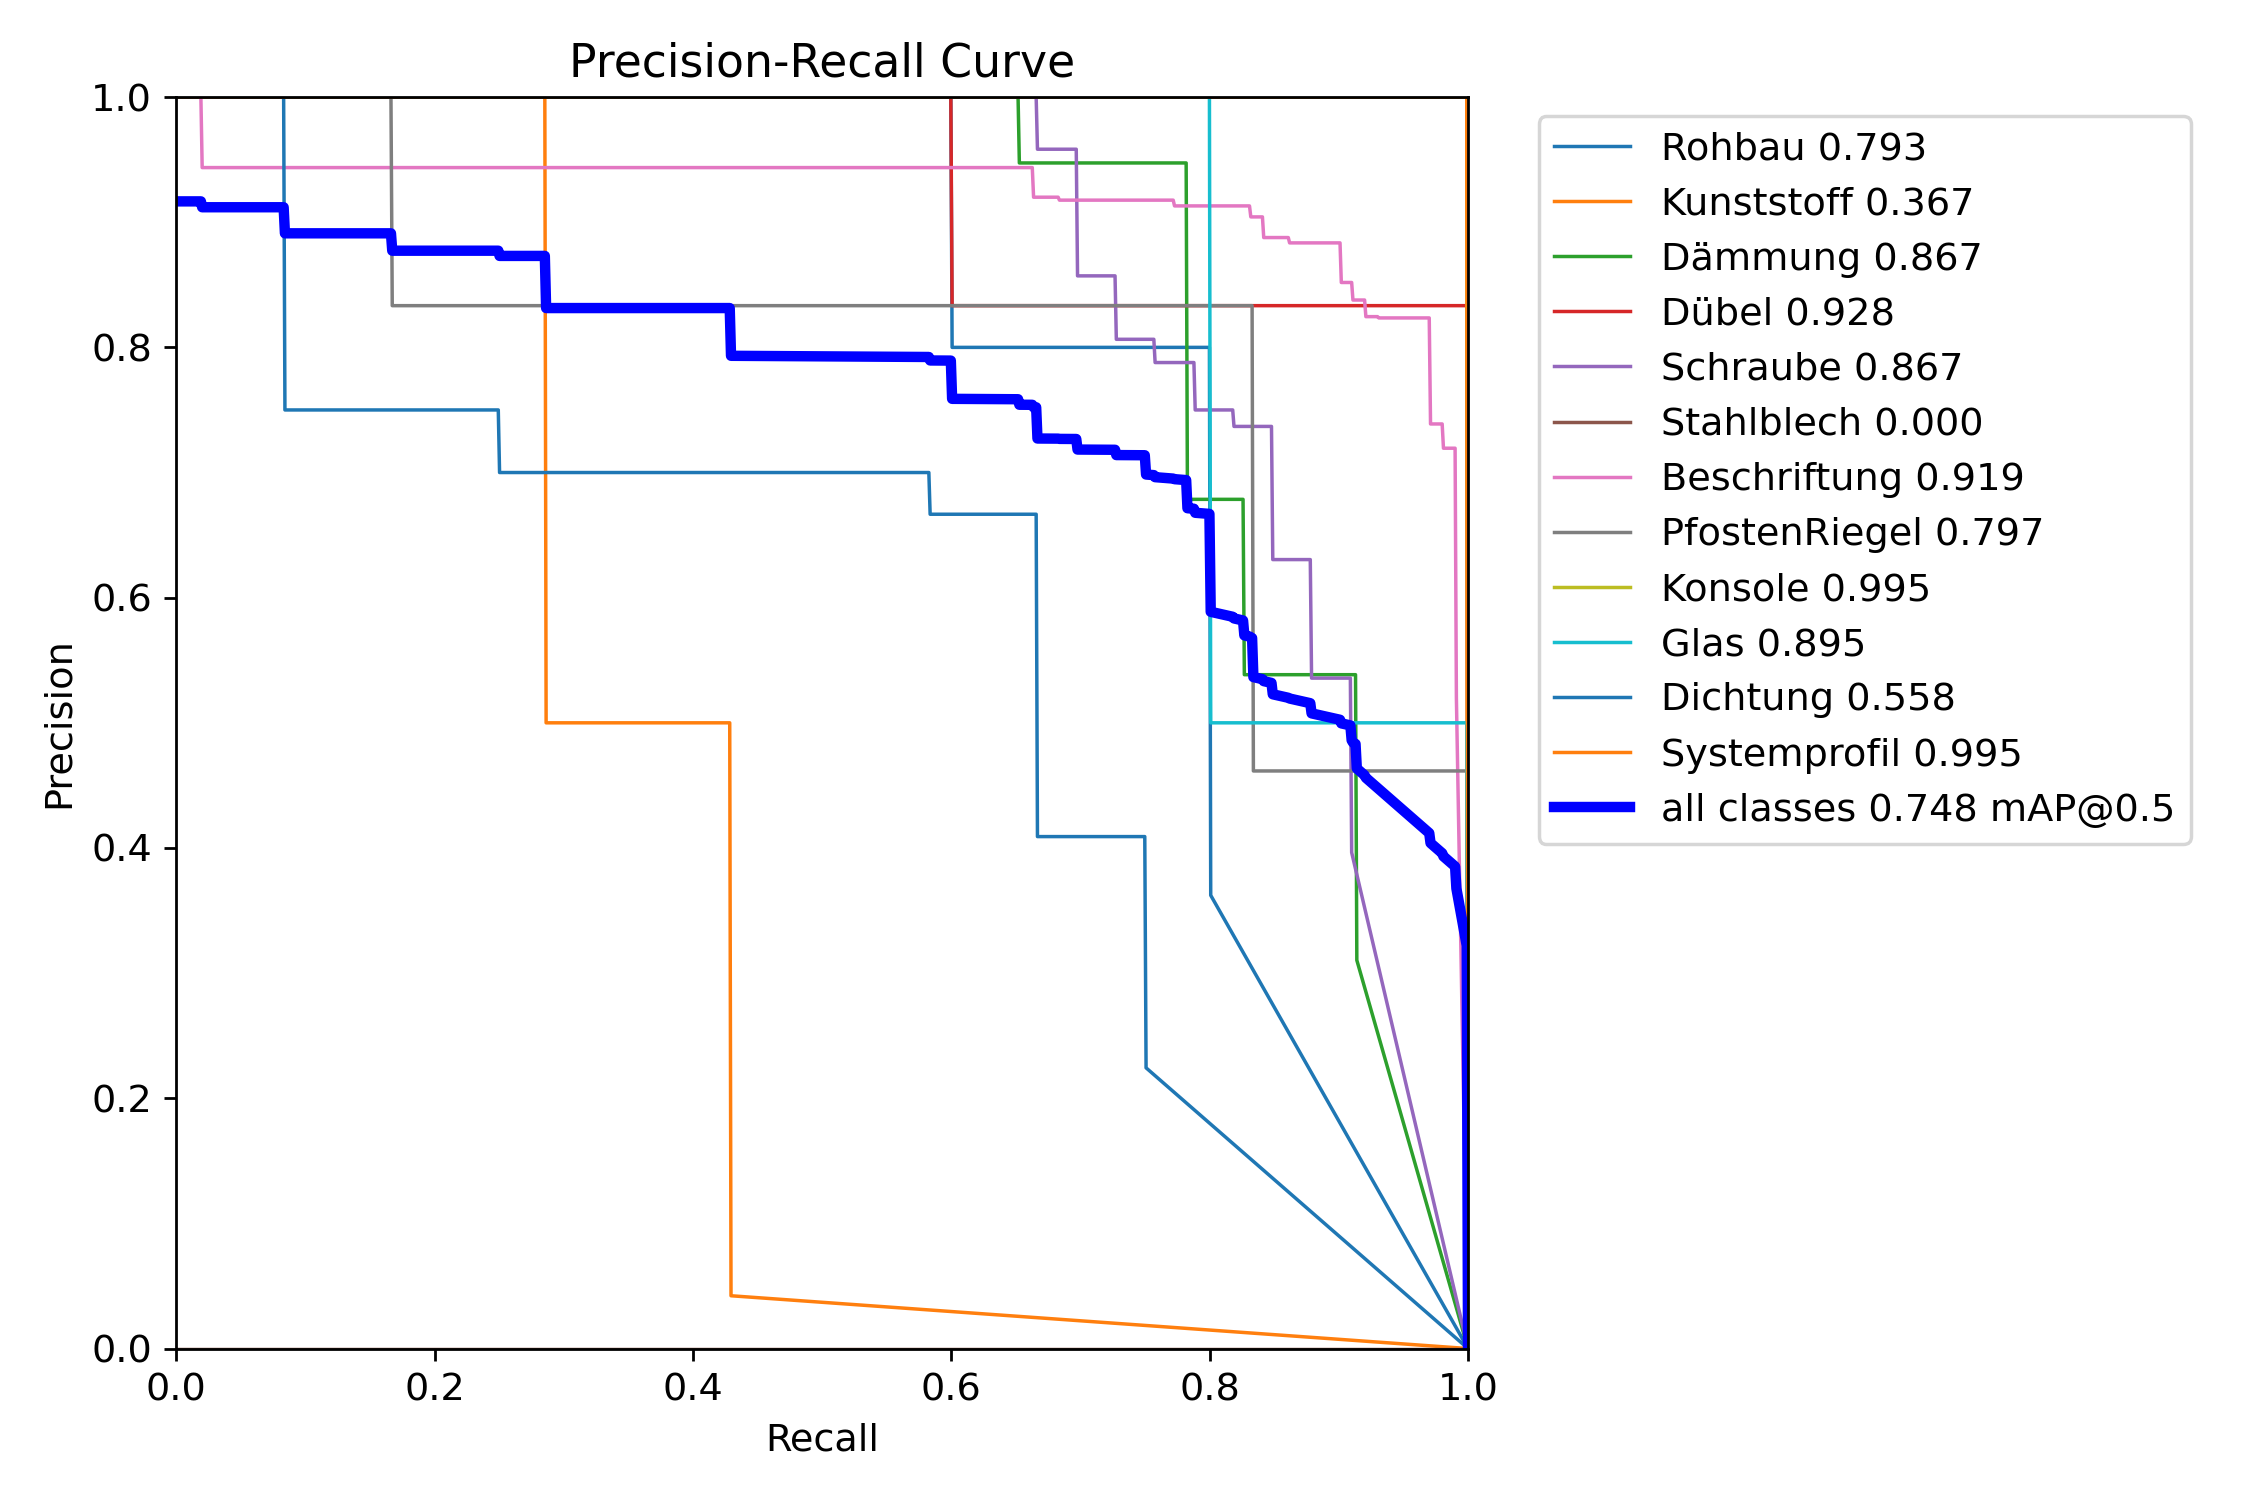 Precision-Recall Curve
1.0
0.8
0.6
0.4
0.2
0.0
Precision
0.0 0.2 0.4 0.6 0.8 1.0
Recall
Rohbau 0.793
Kunststoff 0.367
Dämmung 0.867
Dübel 0.928
Schraube 0.867
Stahlblech 0.000
Beschriftung 0.919
PfostenRiegel 0.797
Konsole 0.995
Glas 0.895
Dichtung 0.558
Systemprofil 0.995
all classes 0.748 mAP@0.5